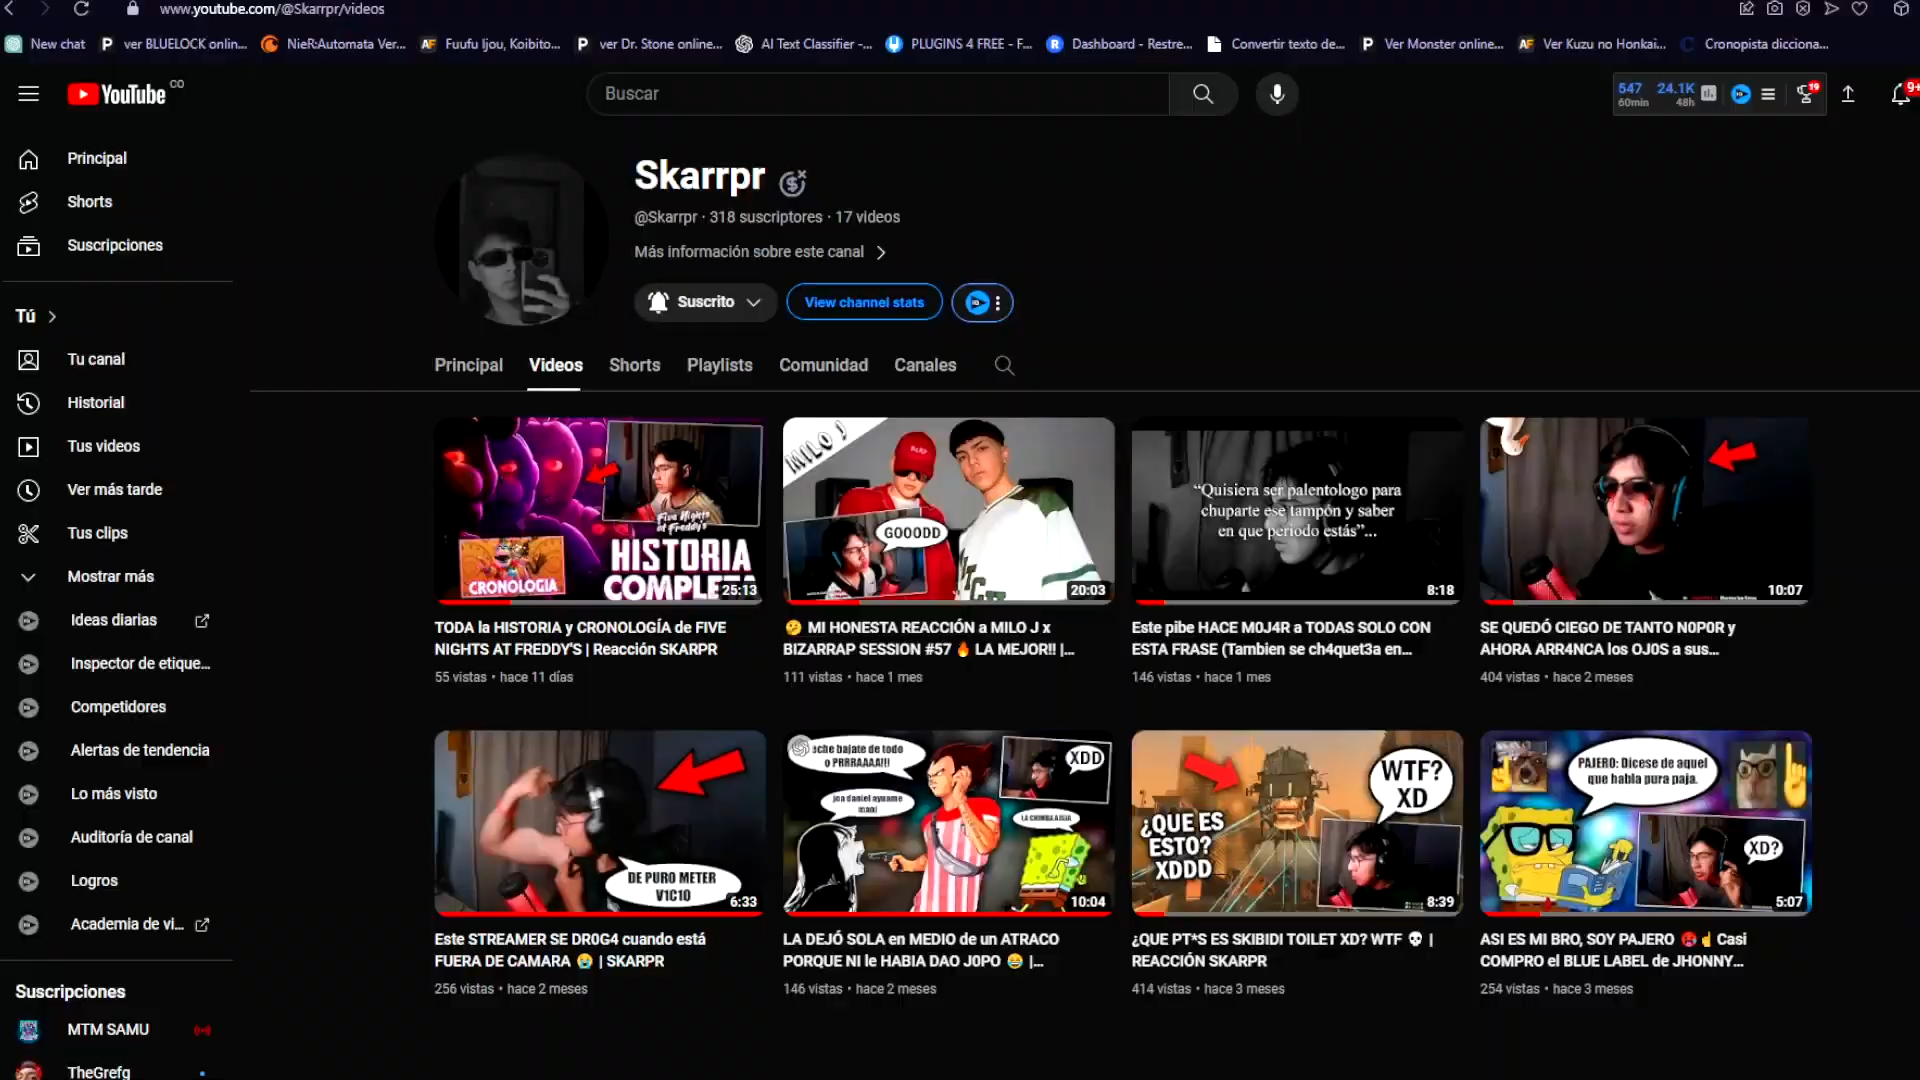 www.youtube.com/@Skarrpr/videos
New chat
ver BLUELOCK onlin...
NieR:Automata Ver...
Fuufu Ijou, Koibito...
ver Dr. Stone online...
AI Text Classifier -...
PLUGINS 4 FREE - F...
Dashboard - Restre...
Convertir texto de...
Ver Monster online...
Ver Kuzu no Honkai...
Cronopista dicciona...
YouTube CO
Buscar
547
60min
24.1K
48h
19
9+
Principal
Shorts
Suscripciones
Tú
Tu canal
Historial
Tus videos
Ver más tarde
Tus clips
Mostrar más
Ideas diarias
Inspector de etique...
Competidores
Alertas de tendencia
Lo más visto
Auditoría de canal
Logros
Academia de vi...
Suscripciones
MTM SAMU
TheGrefg
Skarrpr
@Skarrpr · 318 suscriptores · 17 videos
Más información sobre este canal
Suscrito
View channel stats
Principal
Videos
Shorts
Playlists
Comunidad
Canales
Five Nights
at Freddy's
HISTORIA
COMPLETA
CRONOLOGIA
25:13
TODA la HISTORIA y CRONOLOGÍA de FIVE
NIGHTS AT FREDDY'S | Reacción SKARPR
55 vistas · hace 11 días
MILO J
GOOODD
20:03
🤔 MI HONESTA REACCIÓN a MILO J x
BIZARRAP SESSION #57 🔥 LA MEJOR!! |...
111 vistas · hace 1 mes
“Quisiera ser palentologo para
chuparte ese tampón y saber
en que periodo estás”...
8:18
Este pibe HACE M0J4R a TODAS SOLO CON
ESTA FRASE (Tambien se ch4quet3a en...
146 vistas · hace 1 mes
10:07
SE QUEDÓ CIEGO DE TANTO N0P0R y
AHORA ARR4NCA los OJ0S a sus...
404 vistas · hace 2 meses
DE PURO METER
V1C10
6:33
Este STREAMER SE DR0G4 cuando está
FUERA DE CAMARA 😭 | SKARPR
256 vistas · hace 2 meses
eche bajate de todo
o PRRRAAAA!!!
XDD
10:04
LA DEJÓ SOLA en MEDIO de un ATRACO
PORQUE NI le HABIA DAO J0PO 😂 |...
146 vistas · hace 2 meses
WTF?
XD
¿QUE ES
ESTO?
XDDD
8:39
¿QUE PT*S ES SKIBIDI TOILET XD? WTF 💀 |
REACCIÓN SKARPR
414 vistas · hace 3 meses
PAJERO: Dicese de aquel
que habla pura paja.
XD?
5:07
ASI ES MI BRO, SOY PAJERO 🥵☝ Casi
COMPRO el BLUE LABEL de JHONNY...
254 vistas · hace 3 meses